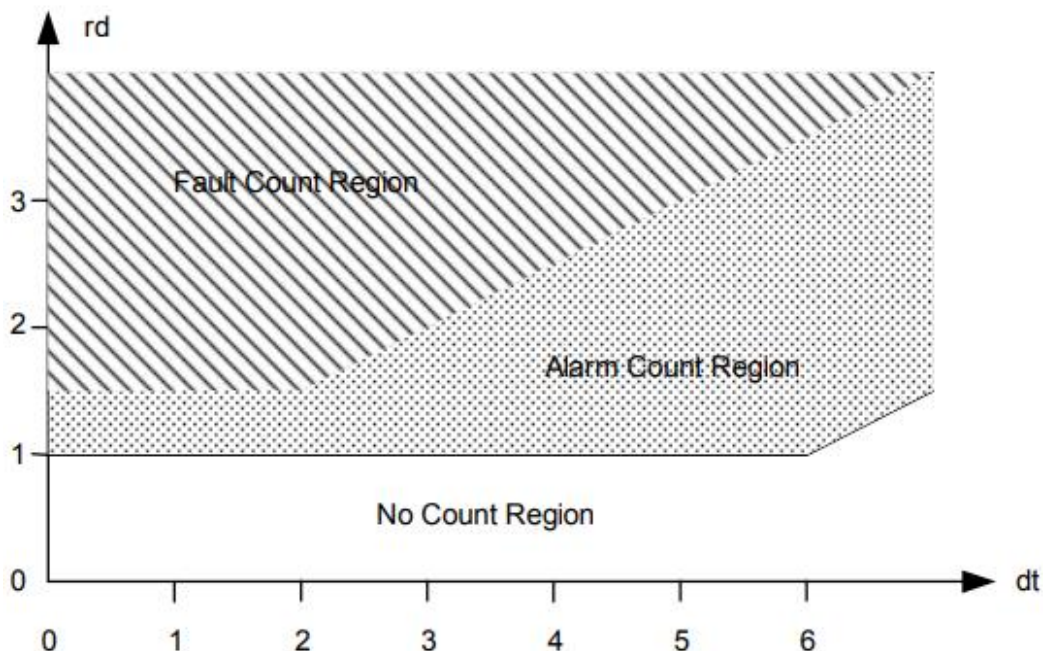 rd
Fault Count Region
3
2
Alarm Count Region
1
No Count Region
0
dt
0 1 2 3 4 5 6